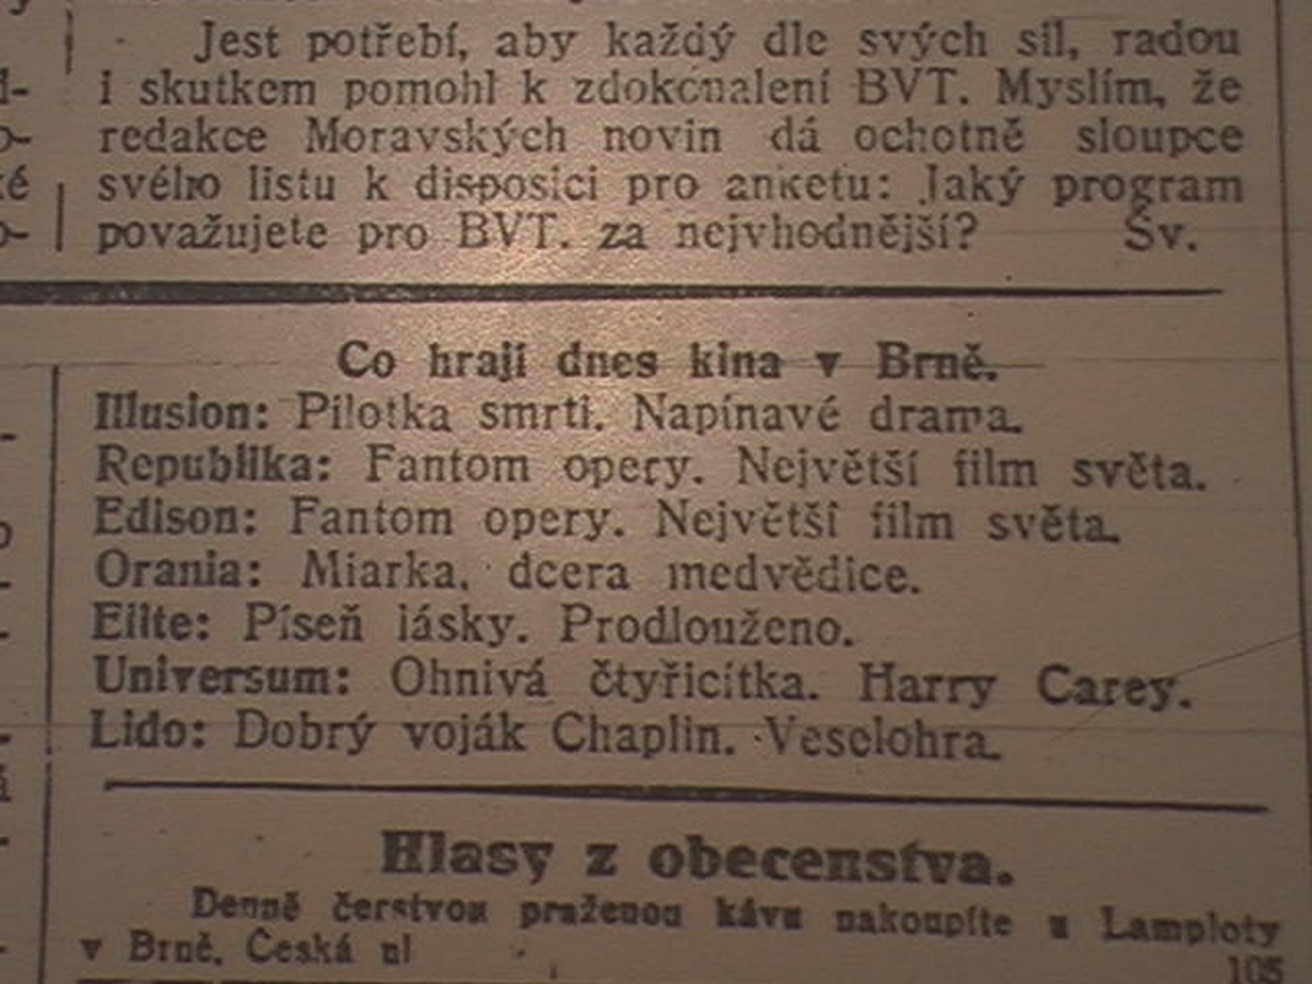 Jest potřebí, aby každý dle svých sil, radou
i skutkem pomohl k zdokonalení BVT. Myslím, že
redakce Moravských novin dá ochotně sloupce
svého listu k disposici pro anketu: Jaký program
považujete pro BVT. za nejvhodnější? Šv.
Co hrají dnes kina v Brně.
Illusion: Pilotka smrti. Napínavé drama.
Republika: Fantom opery. Největší film světa.
Edison: Fantom opery. Největší film světa.
Orania: Miarka, dcera medvědice.
Elite: Píseň lásky. Prodlouženo.
Universum: Ohnivá čtyřicítka. Harry Carey.
Lido: Dobrý voják Chaplin. Veselohra.
Hlasy z obecenstva.
Denně čerstvou praženou kávu nakoupíte u Lamploty
v Brně, Česká ul
105